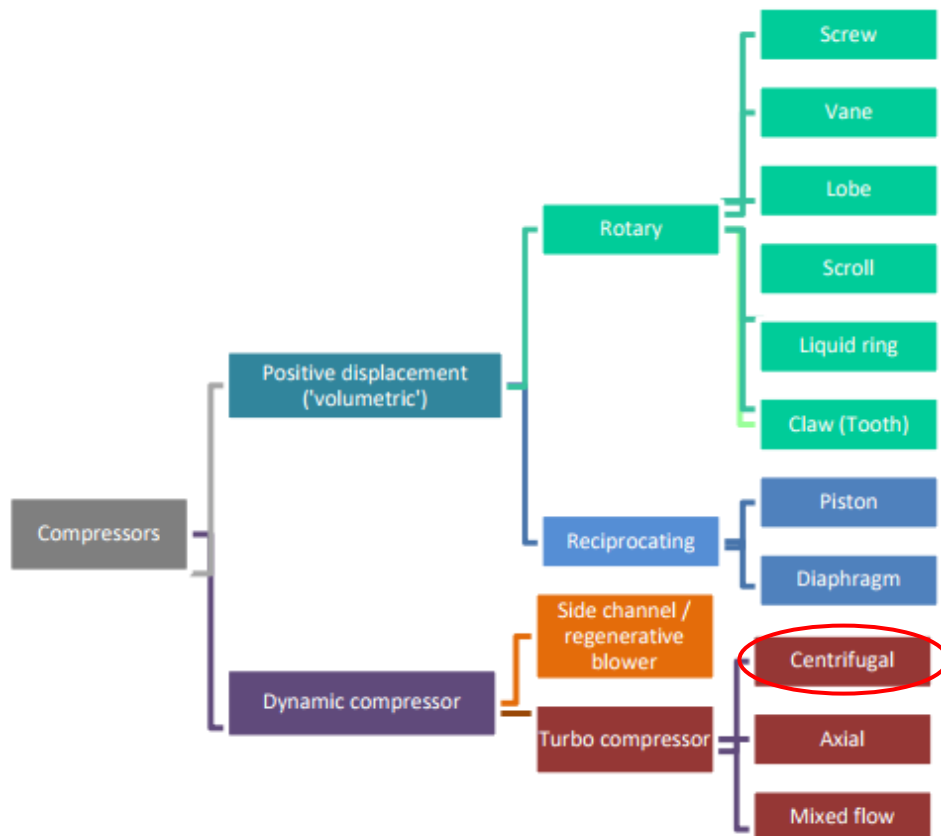 Screw
Vane
Lobe
Rotary
Scroll
Liquid ring
Positive displacement
('volumetric')
Claw (Tooth)
Piston
Compressors
Reciprocating
Diaphragm
Side channel /
regenerative
blower
Centrifugal
Dynamic compressor
Turbo compressor
Axial
Mixed flow